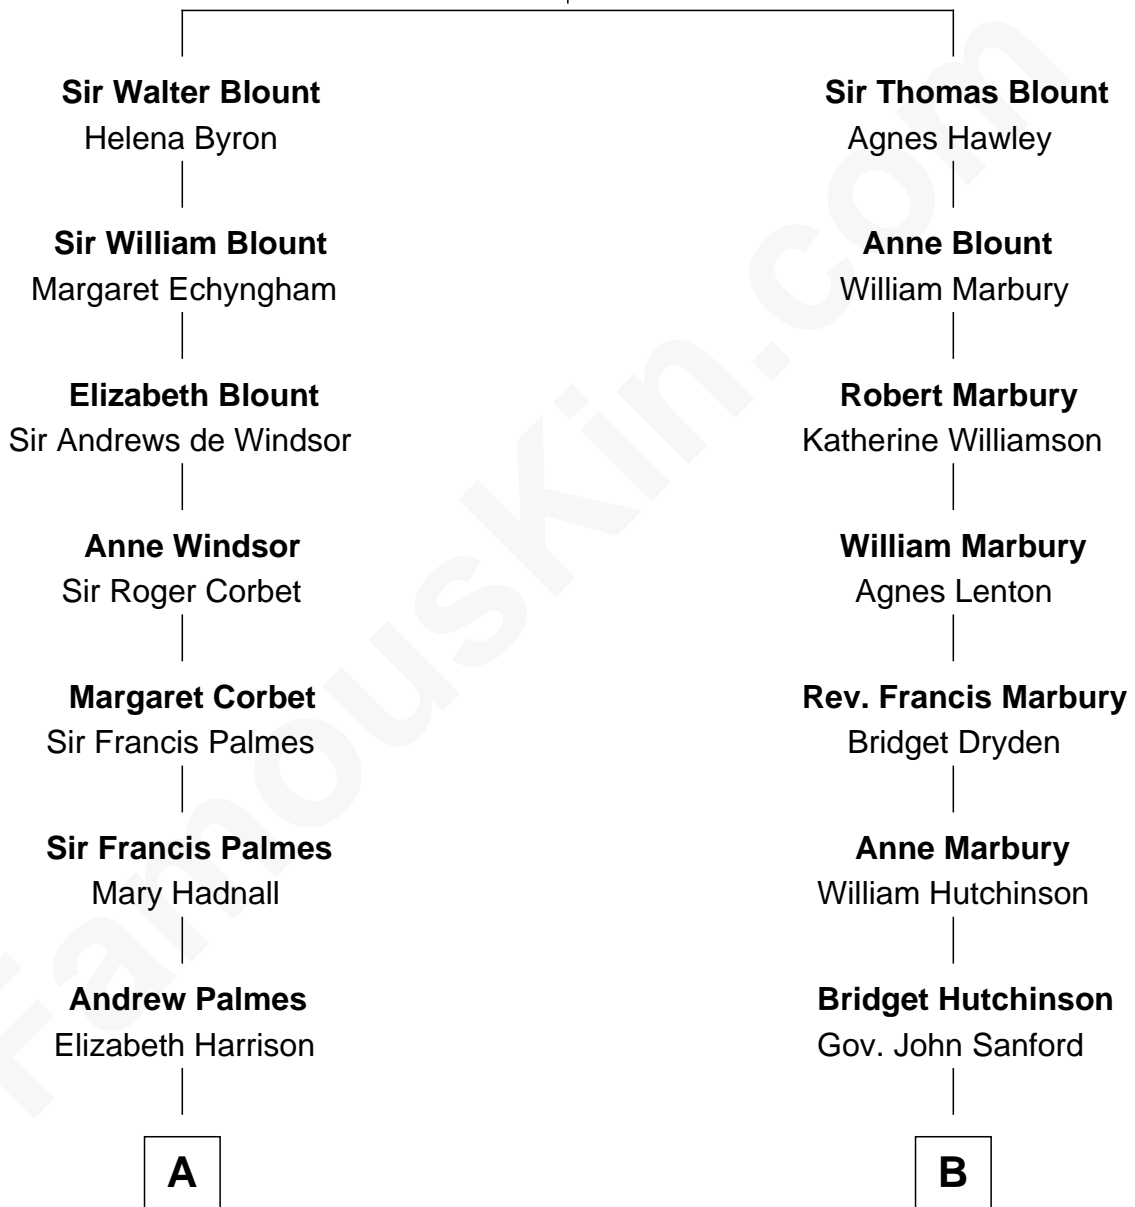 Sir Walter Blount
Helena Byron
Sir William Blount
Margaret Echyngham
Elizabeth Blount
Sir Andrews de Windsor
Anne Windsor
Sir Roger Corbet
Margaret Corbet
Sir Francis Palmes
Sir Francis Palmes
Mary Hadnall
Andrew Palmes
Elizabeth Harrison
A
Sir Thomas Blount
Agnes Hawley
Anne Blount
William Marbury
Robert Marbury
Katherine Williamson
William Marbury
Agnes Lenton
Rev. Francis Marbury
Bridget Dryden
Anne Marbury
William Hutchinson
Bridget Hutchinson
Gov. John Sanford
B
FamousKin.com